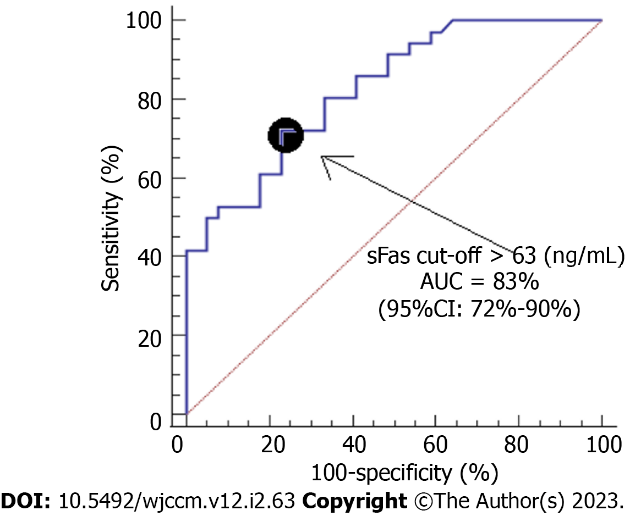 100
80
60
40
20
0
Sensitivity (%)
sFas cut-off > 63 (ng/mL)
AUC = 83%
(95%CI: 72%-90%)
0 20 40 60 80 100
100-specificity (%)
DOI: 10.5492/wjccm.v12.i2.63 Copyright ©The Author(s) 2023.